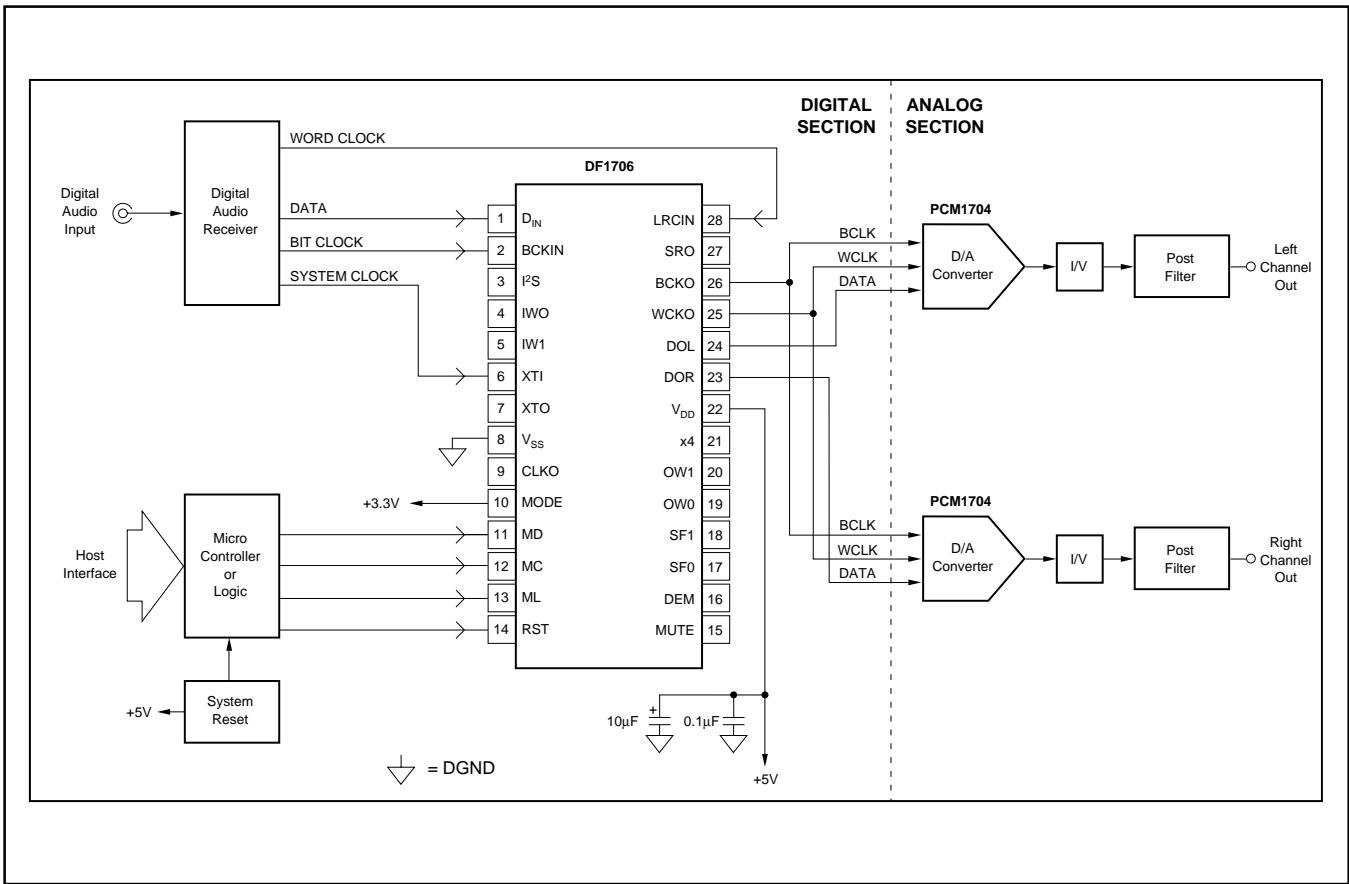 DIGITAL
SECTION
ANALOG
SECTION
WORD CLOCK
DF1706
Digital
Audio
Input
Digital
Audio
Receiver
DATA
BIT CLOCK
SYSTEM CLOCK
1 D_IN
2 BCKIN
3 I²S
4 IWO
5 IW1
6 XTI
7 XTO
8 V_SS
9 CLKO
10 MODE
11 MD
12 MC
13 ML
14 RST
LRCIN 28
SRO 27
BCKO 26
WCKO 25
DOL 24
DOR 23
V_DD 22
x4 21
OW1 20
OW0 19
SF1 18
SF0 17
DEM 16
MUTE 15
+3.3V
Host
Interface
Micro
Controller
or
Logic
+5V
System
Reset
= DGND
+
10µF
0.1µF
+5V
PCM1704
BCLK
WCLK
DATA
D/A
Converter
I/V
Post
Filter
Left
Channel
Out
PCM1704
BCLK
WCLK
DATA
D/A
Converter
I/V
Post
Filter
Right
Channel
Out